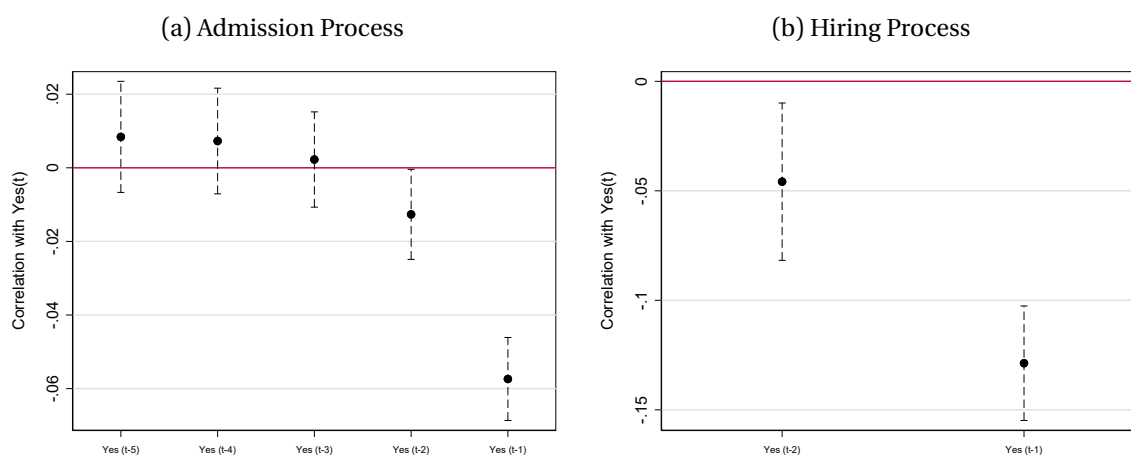 (a) Admission Process
Correlation with Yes(t)
.02
0
-.02
-.04
-.06
Yes (t-5) Yes (t-4) Yes (t-3) Yes (t-2) Yes (t-1)
(b) Hiring Process
Correlation with Yes(t)
0
-.05
-.1
-.15
Yes (t-2) Yes (t-1)